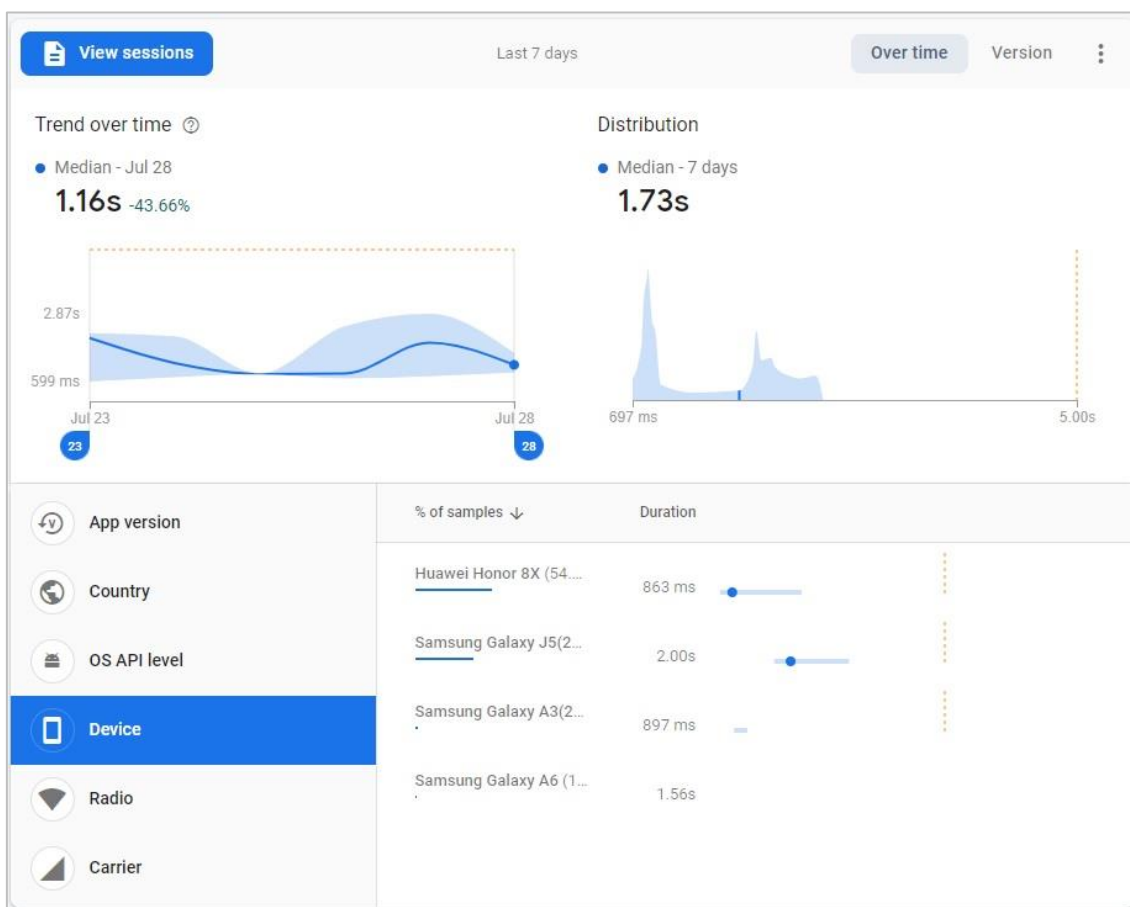 View sessions
Last 7 days
Over time
Version
Trend over time
Distribution
Median - Jul 28
1.16s -43.66%
Median - 7 days
1.73s
2.87s
599 ms
Jul 23
Jul 28
23
28
697 ms
5.00s
App version
Country
OS API level
Device
Radio
Carrier
% of samples ↓
Duration
Huawei Honor 8X (54....
863 ms
Samsung Galaxy J5(2...
2.00s
Samsung Galaxy A3(2...
897 ms
Samsung Galaxy A6 (1...
1.56s